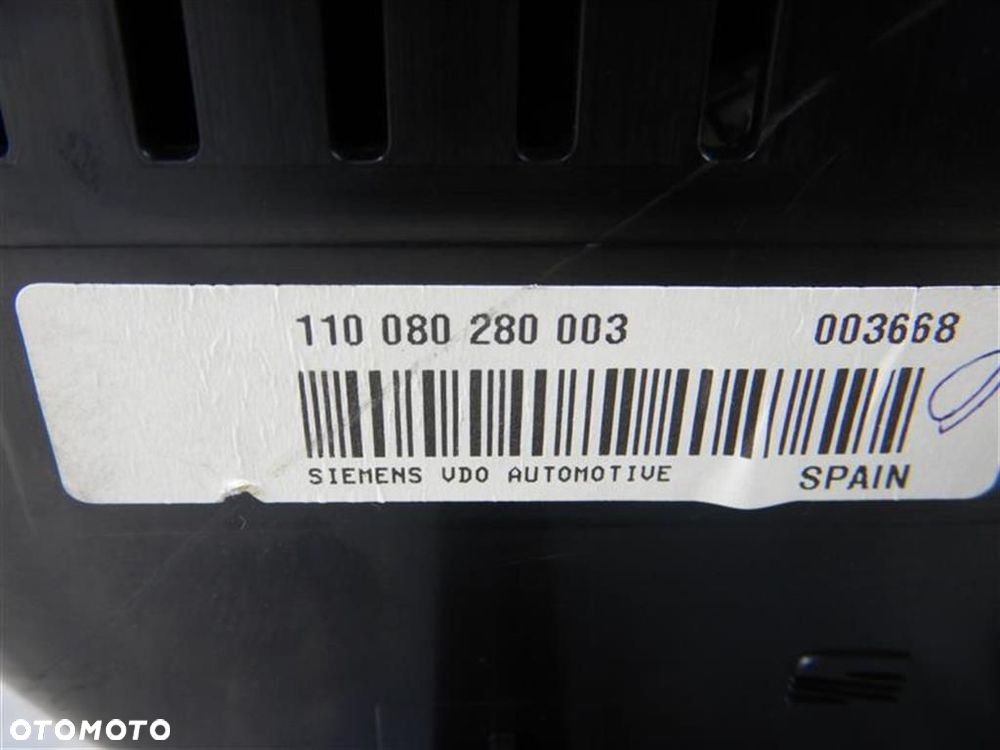 110 080 280 003 003668
SIEMENS VDO AUTOMOTIVE SPAIN
OTOMOTO